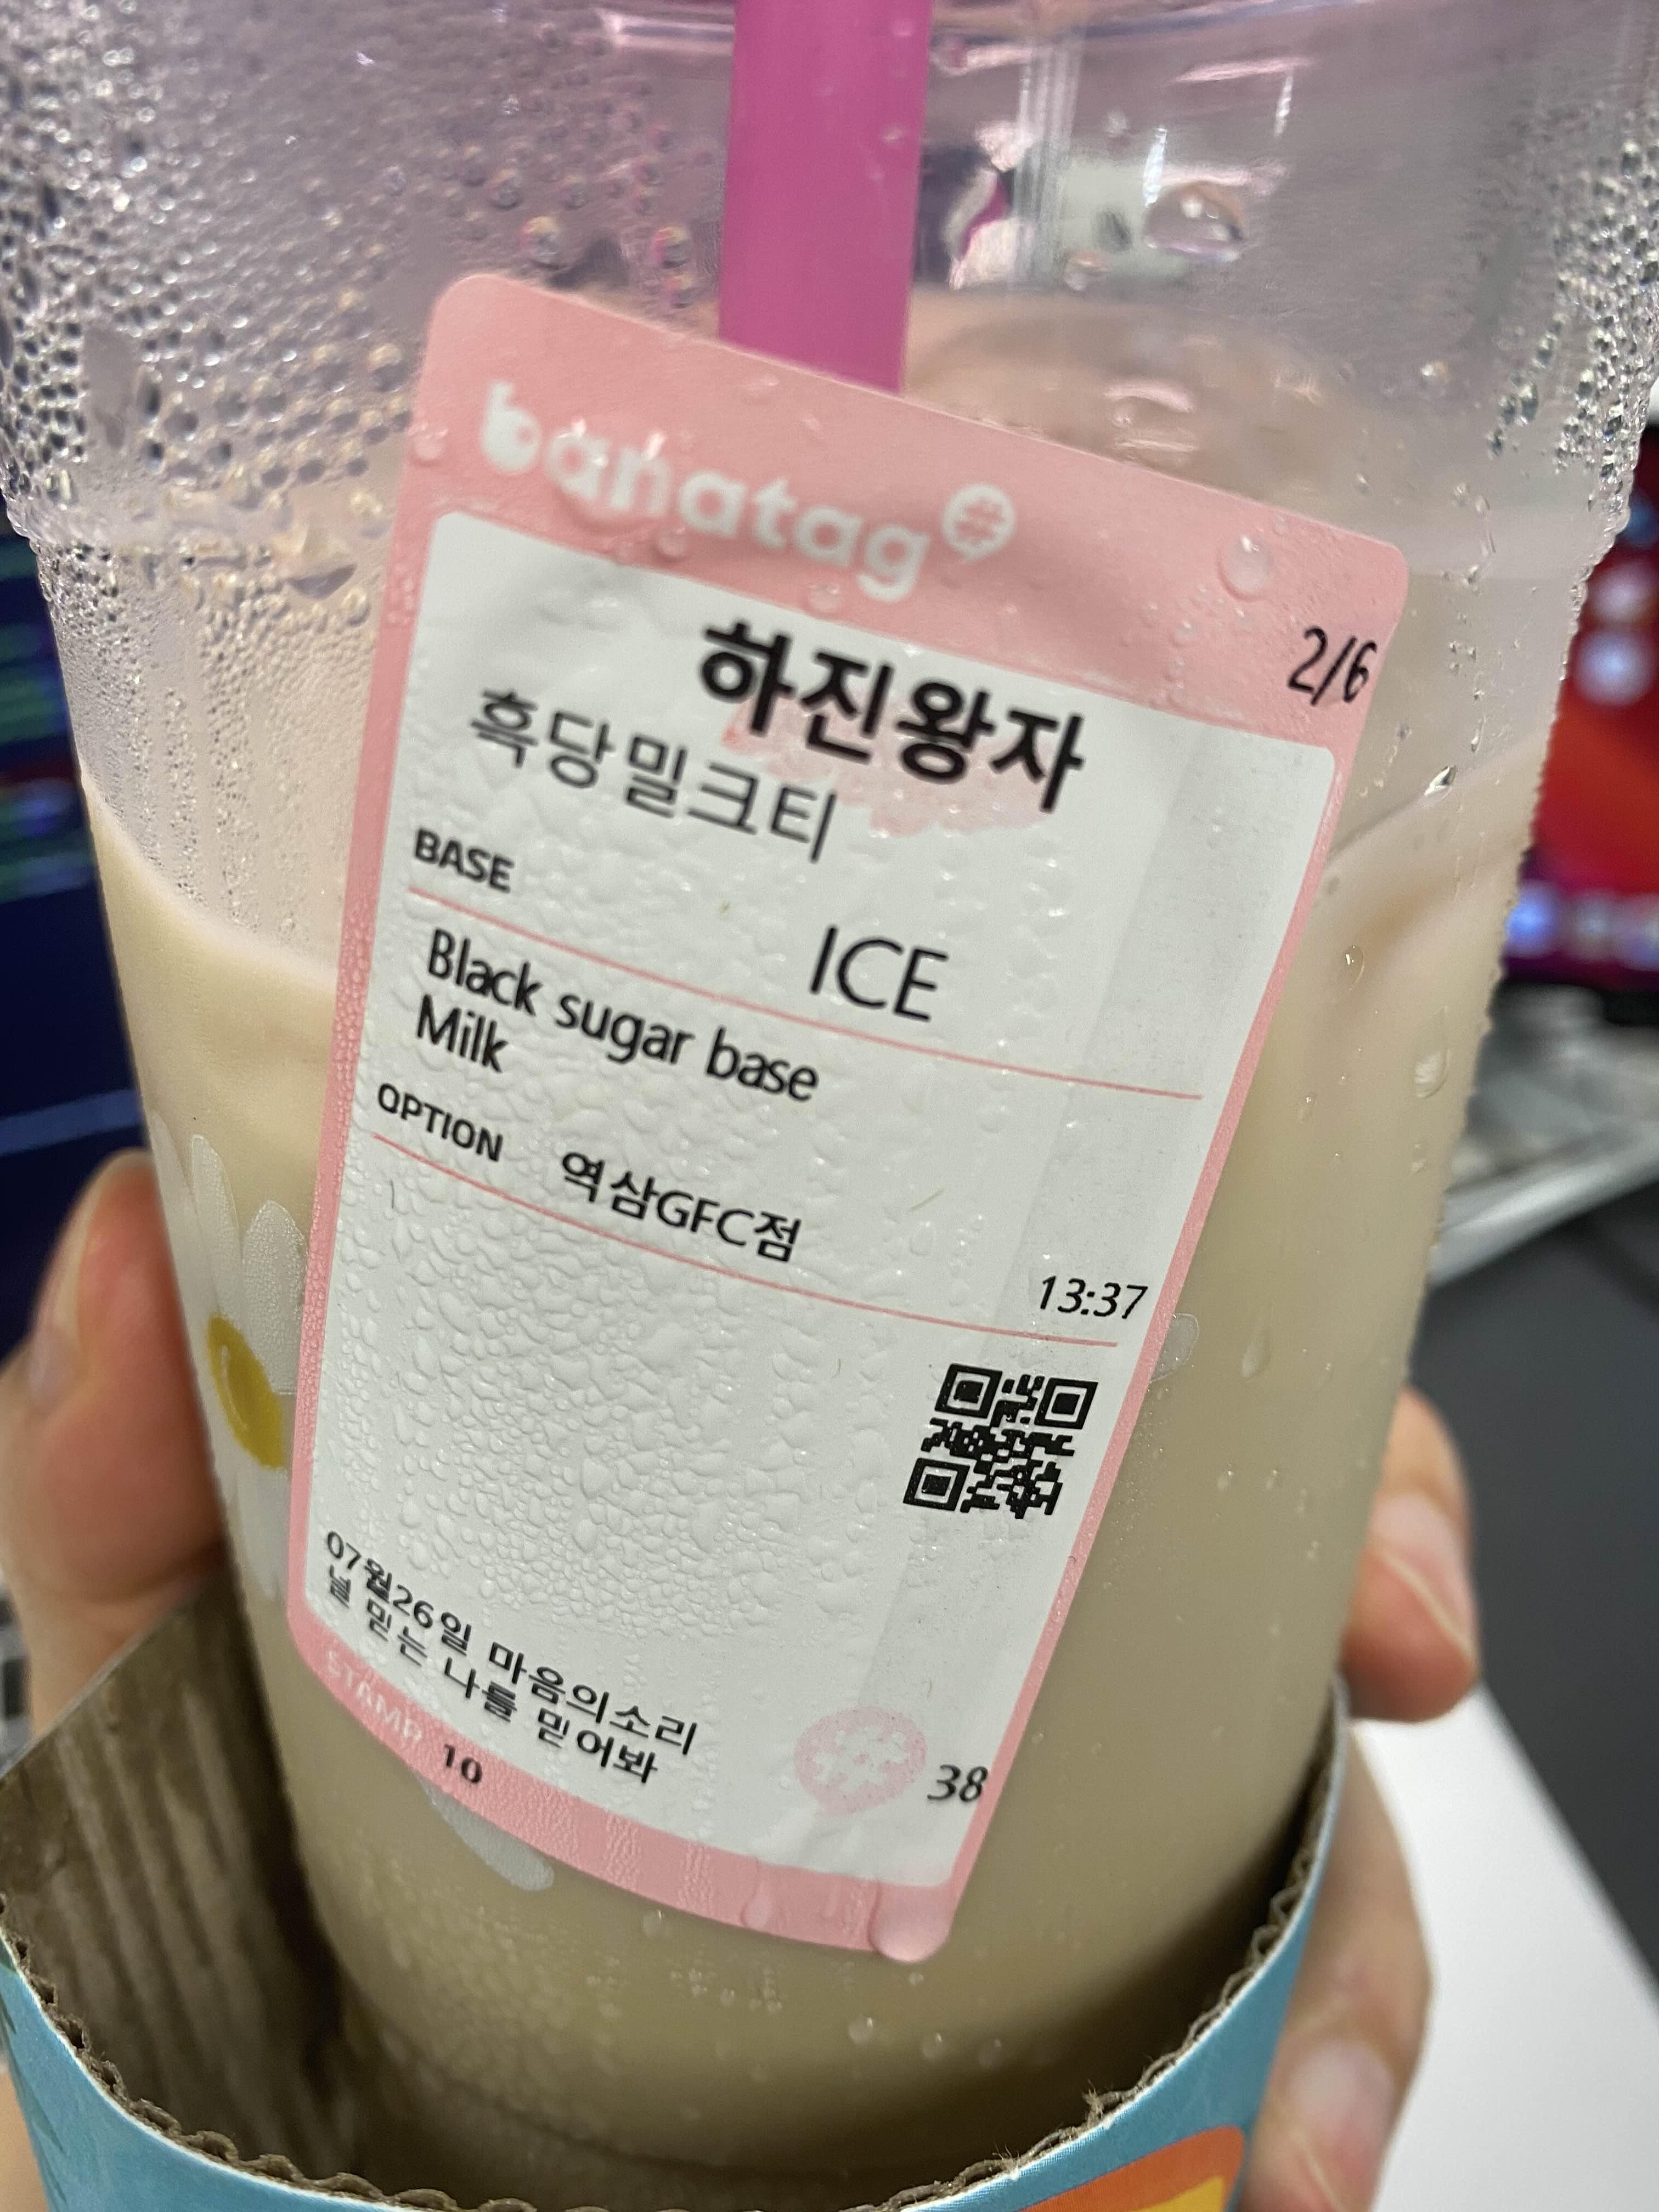 banatag#
2/6
하진왕자
흑당밀크티
BASE
ICE
Black sugar base
Milk
OPTION
역삼GFC점
13:37
07월26일 마음의소리
널 믿는 나를 믿어봐
STAMP 10
38